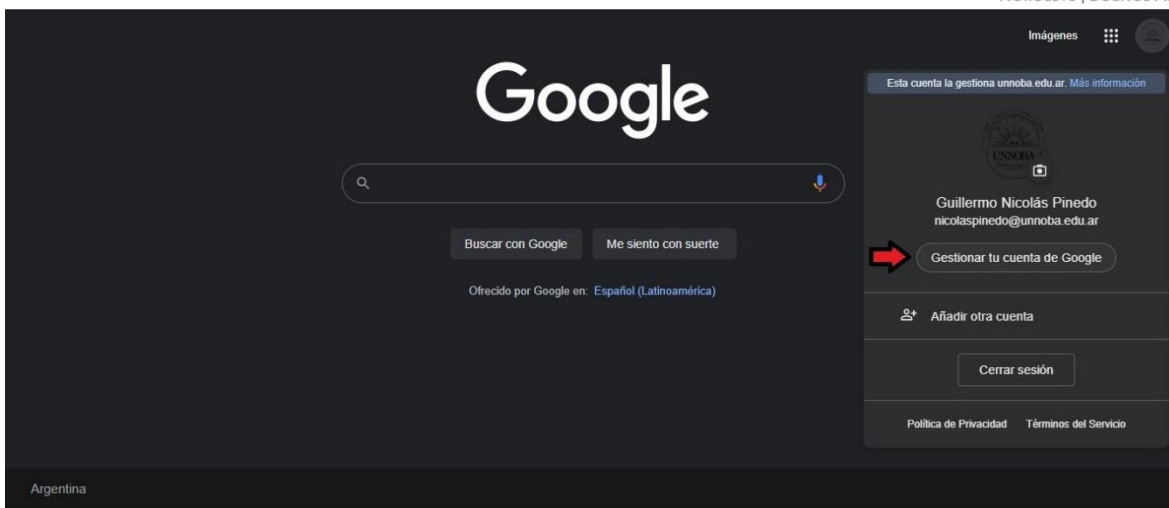 Imágenes
Google
Esta cuenta la gestiona unnoba.edu.ar. Más información
UNNOBA
Guillermo Nicolás Pinedo
nicolaspinedo@unnoba.edu.ar
Buscar con Google Me siento con suerte
Gestionar tu cuenta de Google
Ofrecido por Google en: Español (Latinoamérica)
Añadir otra cuenta
Cerrar sesión
Política de Privacidad Términos del Servicio
Argentina